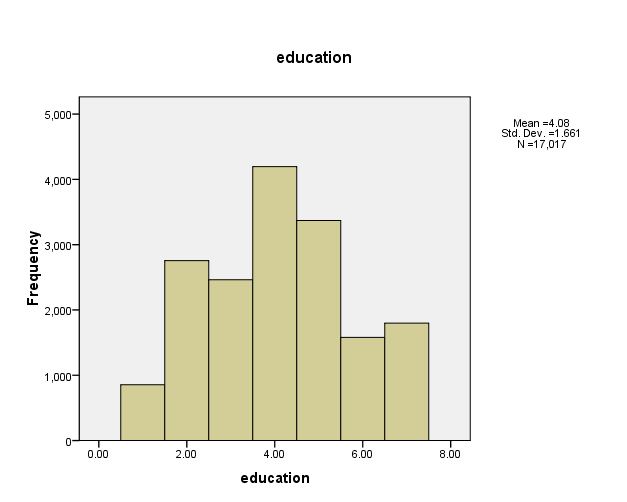 education
Mean =4.08
Std. Dev. =1.661
N =17,017
5,000
4,000
3,000
2,000
1,000
0
Frequency
0.00 2.00 4.00 6.00 8.00
education